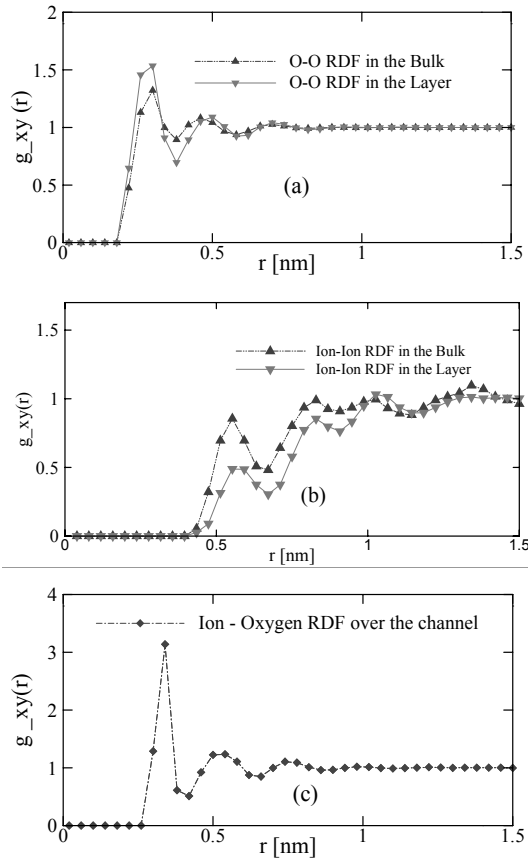 2
1.5
1
0.5
0
g_xy (r)
O-O RDF in the Bulk
O-O RDF in the Layer
(a)
0 0.5 1 1.5
r [nm]
1.5
1
0.5
0
g_xy(r)
Ion-Ion RDF in the Bulk
Ion-Ion RDF in the Layer
(b)
0 0.5 1 1.5
r [nm]
4
3
2
1
0
g_xy(r)
Ion - Oxygen RDF over the channel
(c)
0 0.5 1 1.5
r [nm]